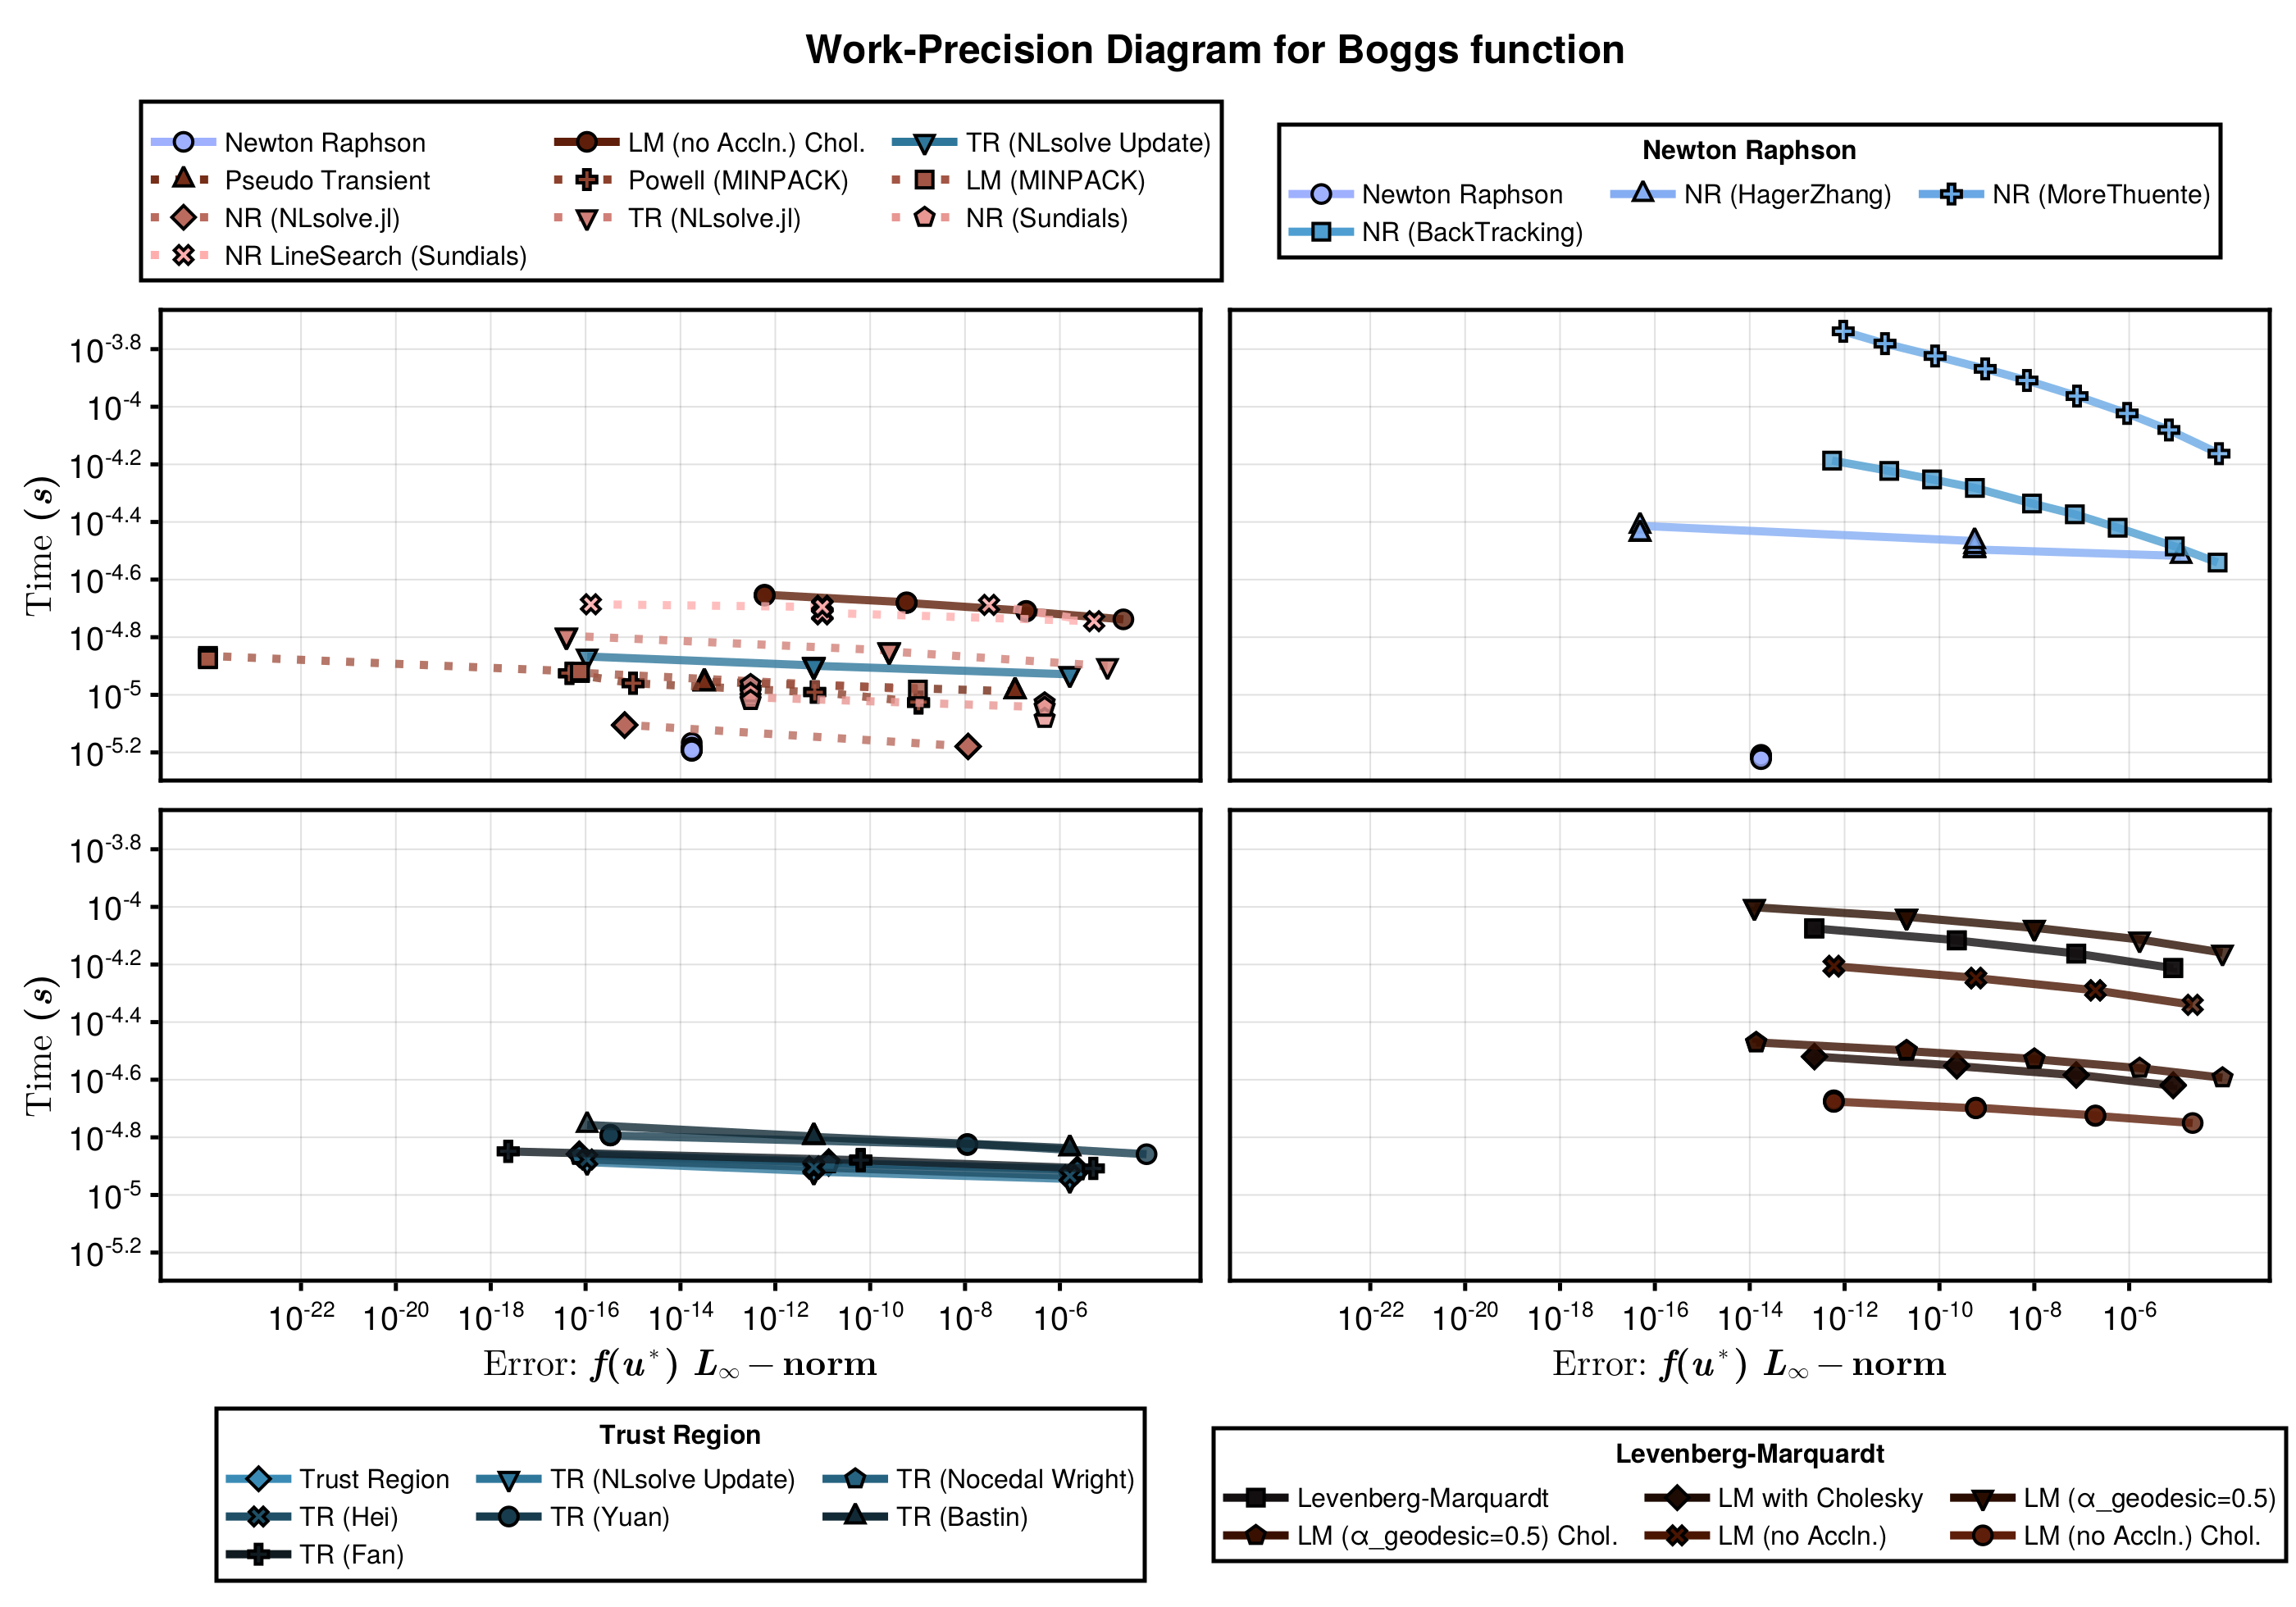 Work-Precision Diagram for Boggs function
Newton Raphson LM (no Accln.) Chol. TR (NLsolve Update)
Pseudo Transient Powell (MINPACK) LM (MINPACK)
NR (NLsolve.jl) TR (NLsolve.jl) NR (Sundials)
NR LineSearch (Sundials)
Newton Raphson
Newton Raphson NR (HagerZhang) NR (MoreThuente)
NR (BackTracking)
Time (s)
10^-3.8
10^-4
10^-4.2
10^-4.4
10^-4.6
10^-4.8
10^-5
10^-5.2
Time (s)
10^-3.8
10^-4
10^-4.2
10^-4.4
10^-4.6
10^-4.8
10^-5
10^-5.2
10^-22 10^-20 10^-18 10^-16 10^-14 10^-12 10^-10 10^-8 10^-6
Error: f(u*) L∞ − norm
10^-22 10^-20 10^-18 10^-16 10^-14 10^-12 10^-10 10^-8 10^-6
Error: f(u*) L∞ − norm
Trust Region
Trust Region TR (NLsolve Update) TR (Nocedal Wright)
TR (Hei) TR (Yuan) TR (Bastin)
TR (Fan)
Levenberg-Marquardt
Levenberg-Marquardt LM with Cholesky LM (α_geodesic=0.5)
LM (α_geodesic=0.5) Chol. LM (no Accln.) LM (no Accln.) Chol.